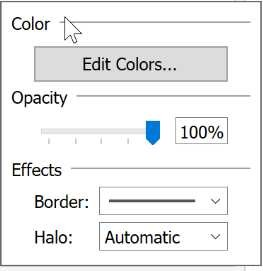 Color
Edit Colors...
Opacity
100%
Effects
Border:
Halo: Automatic